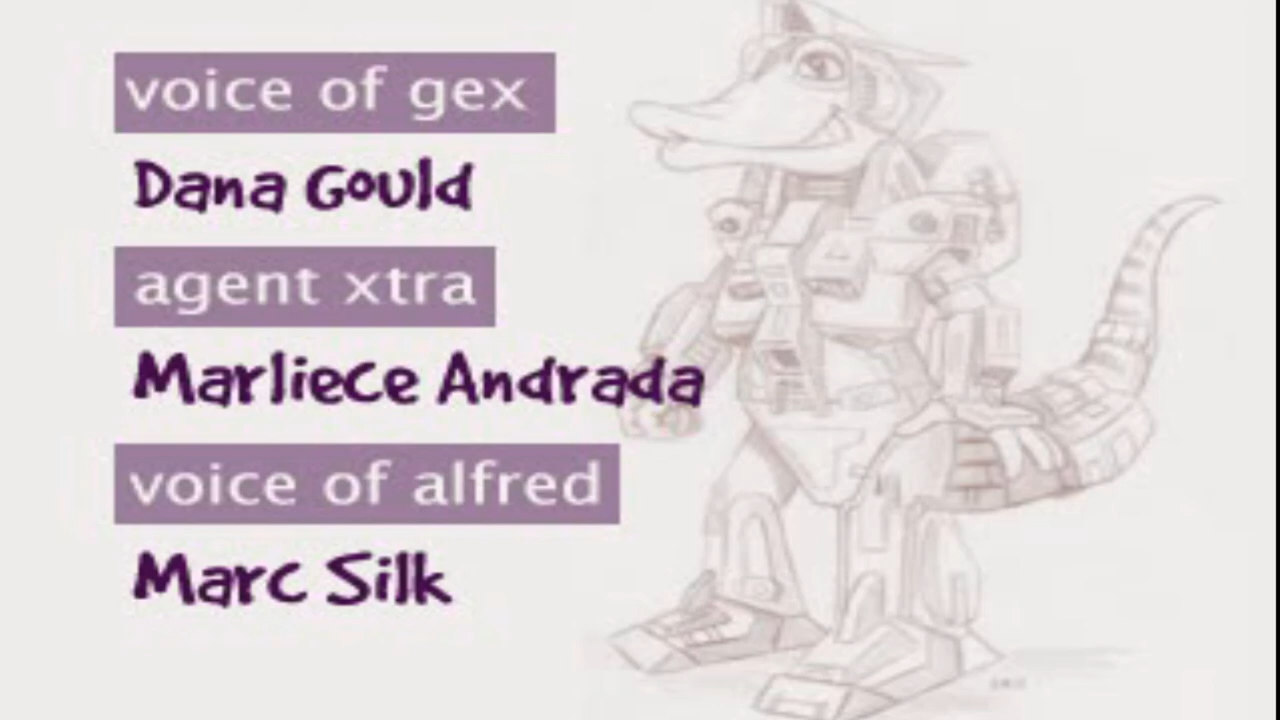 voice of gex
Dana Gould
agent xtra
Marliece Andrada
voice of alfred
Marc Silk